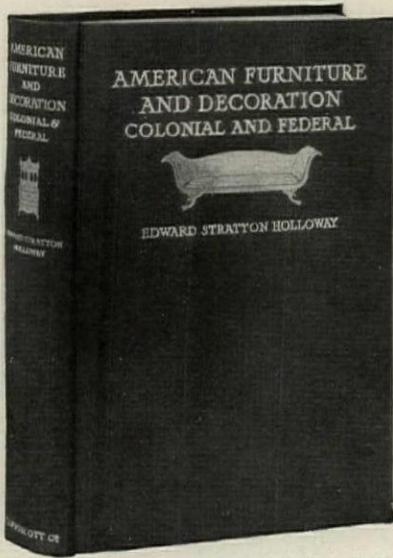 AMERICAN
FURNITURE
AND
DECORATION
COLONIAL &
FEDERAL
EDWARD STRATTON
HOLLOWAY
LIPPINCOTT CO
AMERICAN FURNITURE
AND DECORATION
COLONIAL AND FEDERAL
EDWARD STRATTON HOLLOWAY